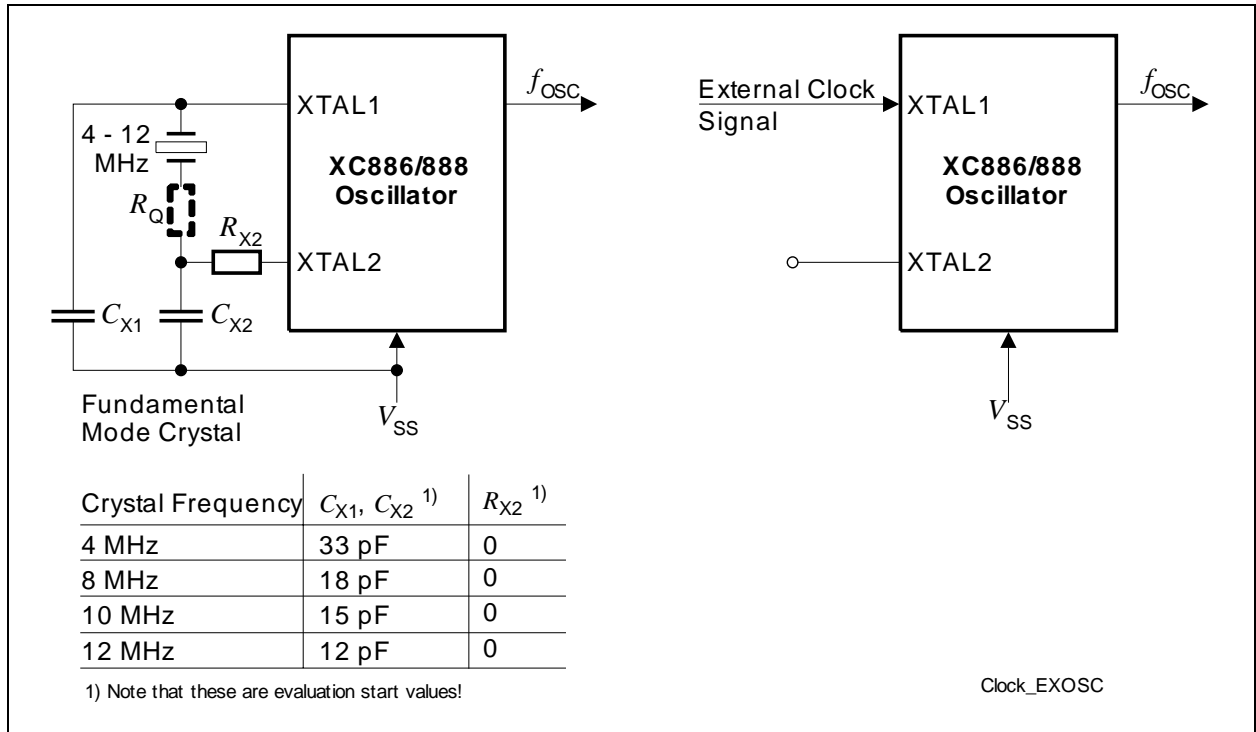 XTAL1
XC886/888
Oscillator
XTAL2
fOSC
4 - 12
MHz
RQ
RX2
CX1
CX2
VSS
Fundamental
Mode Crystal
External Clock
Signal
XTAL1
XC886/888
Oscillator
XTAL2
fOSC
VSS
Crystal Frequency CX1, CX2 1) RX2 1)
4 MHz 33 pF 0
8 MHz 18 pF 0
10 MHz 15 pF 0
12 MHz 12 pF 0
1) Note that these are evaluation start values!
Clock_EXOSC